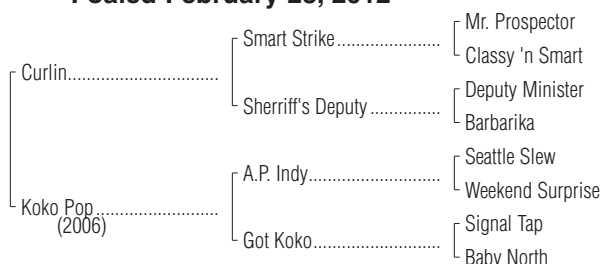 Foaled February 28, 2012
Mr. Prospector
Smart Strike
Classy 'n Smart
Curlin
Deputy Minister
Sherriff's Deputy
Barbarika
Seattle Slew
A.P. Indy
Weekend Surprise
Koko Pop
(2006)
Signal Tap
Got Koko
Baby North